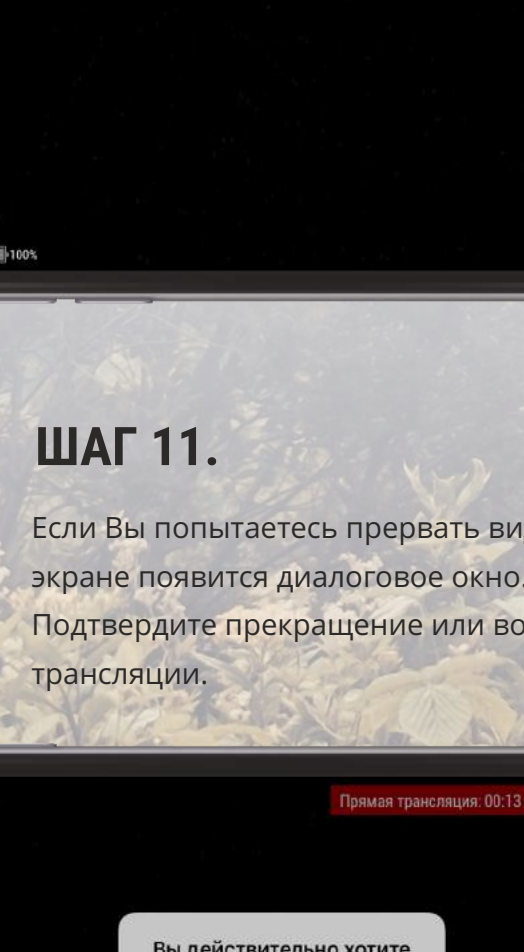 100%
ШАГ 11.
Если Вы попытаетесь прервать ви
экране появится диалоговое окно.
Подтвердите прекращение или во
трансляции.
Прямая трансляция: 00:13
Вы действительно хотите